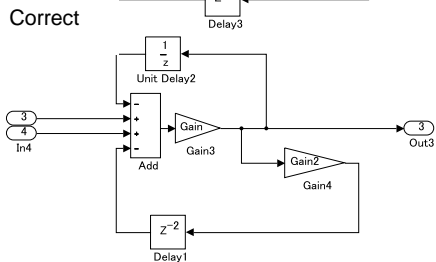 Correct
Delay3
1
z
Unit Delay2
3
4
In4
−
+
+
−
Add
Gain
Gain3
3
Out3
Gain2
Gain4
Z−2
Delay1